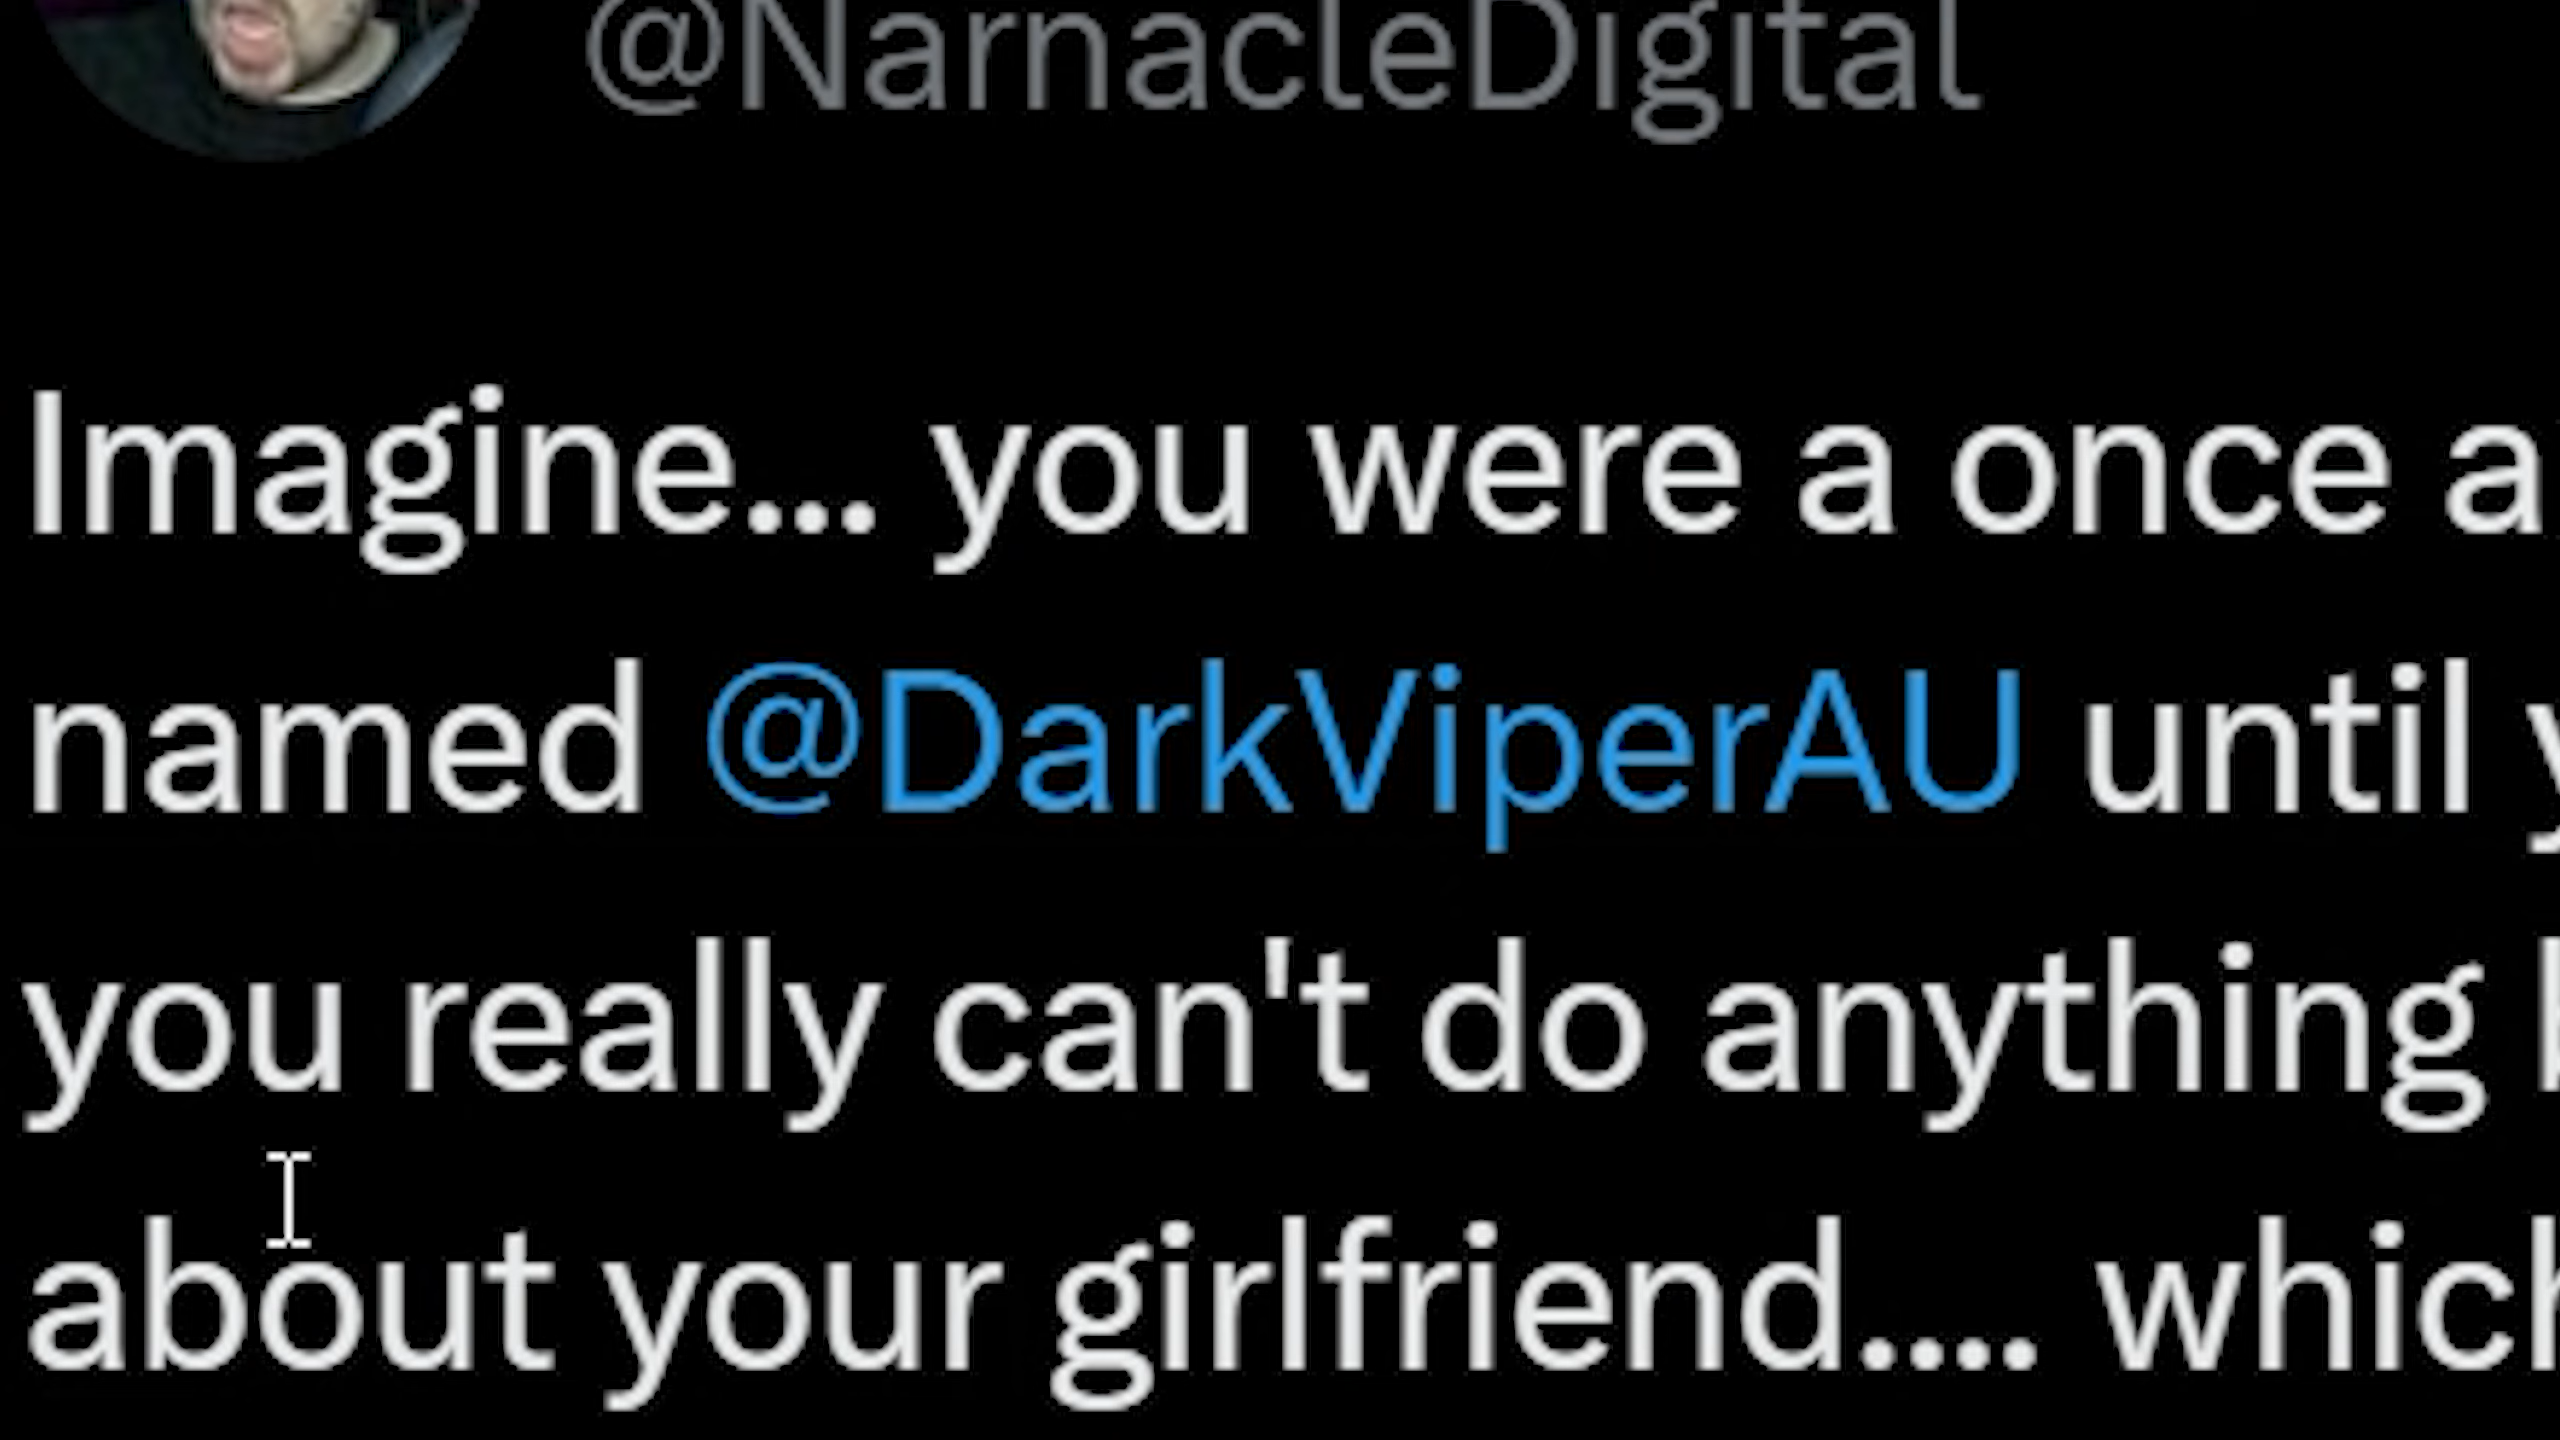 @NarnacleDigital
Imagine... you were a once a
named @DarkViperAU until
you really can't do anything
about your girlfriend.... which